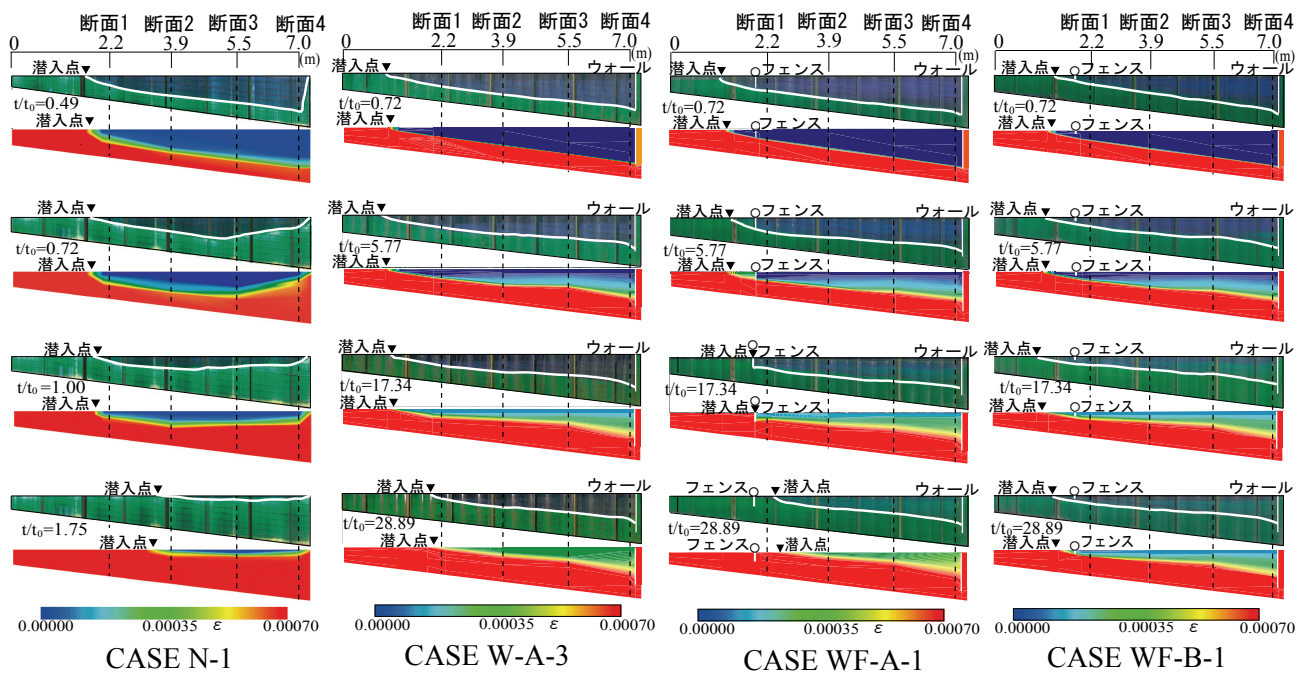 断面1 断面2 断面3 断面4
0 2.2 3.9 5.5 7.0 (m)
潜入点▼
t/t₀=0.49
潜入点▼
潜入点▼
t/t₀=0.72
潜入点▼
潜入点▼
t/t₀=1.00
潜入点▼
潜入点▼
t/t₀=1.75
潜入点▼
0.00000 0.00035 ε 0.00070
CASE N-1
断面1 断面2 断面3 断面4
0 2.2 3.9 5.5 7.0 (m)
潜入点▼ ウォール
t/t₀=0.72
潜入点▼
潜入点▼ ウォール
t/t₀=5.77
潜入点▼
潜入点▼ ウォール
t/t₀=17.34
潜入点▼
潜入点▼ ウォール
t/t₀=28.89
潜入点▼
0.00000 0.00035 ε 0.00070
CASE W-A-3
断面1 断面2 断面3 断面4
0 2.2 3.9 5.5 7.0 (m)
潜入点▼ フェンス ウォール
t/t₀=0.72
潜入点▼ フェンス
潜入点▼ フェンス ウォール
t/t₀=5.77
潜入点▼ フェンス
潜入点▼ フェンス ウォール
t/t₀=17.34
潜入点▼ フェンス
フェンス ▼潜入点 ウォール
t/t₀=28.89
フェンス ▼潜入点
0.00000 0.00035 ε 0.00070
CASE WF-A-1
断面1 断面2 断面3 断面4
0 2.2 3.9 5.5 7.0 (m)
潜入点▼ フェンス ウォール
t/t₀=0.72
潜入点▼ フェンス
潜入点▼ フェンス ウォール
t/t₀=5.77
潜入点▼ フェンス
潜入点▼ フェンス ウォール
t/t₀=17.34
潜入点▼ フェンス
潜入点▼ フェンス ウォール
t/t₀=28.89
潜入点▼ フェンス
0.00000 0.00035 ε 0.00070
CASE WF-B-1